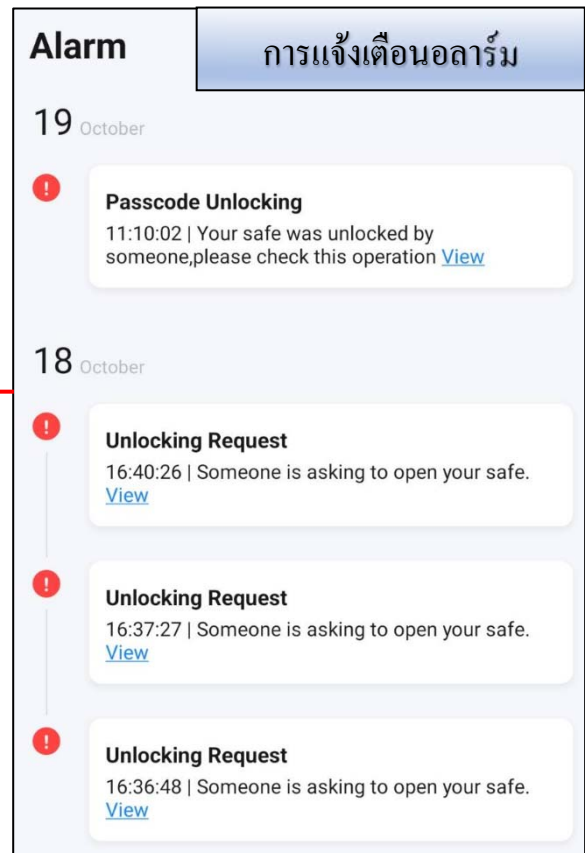 Alarm
การแจ้งเตือนอลาร์ม
19 October
Passcode Unlocking
11:10:02 | Your safe was unlocked by
someone,please check this operation View
18 October
Unlocking Request
16:40:26 | Someone is asking to open your safe.
View
Unlocking Request
16:37:27 | Someone is asking to open your safe.
View
Unlocking Request
16:36:48 | Someone is asking to open your safe.
View